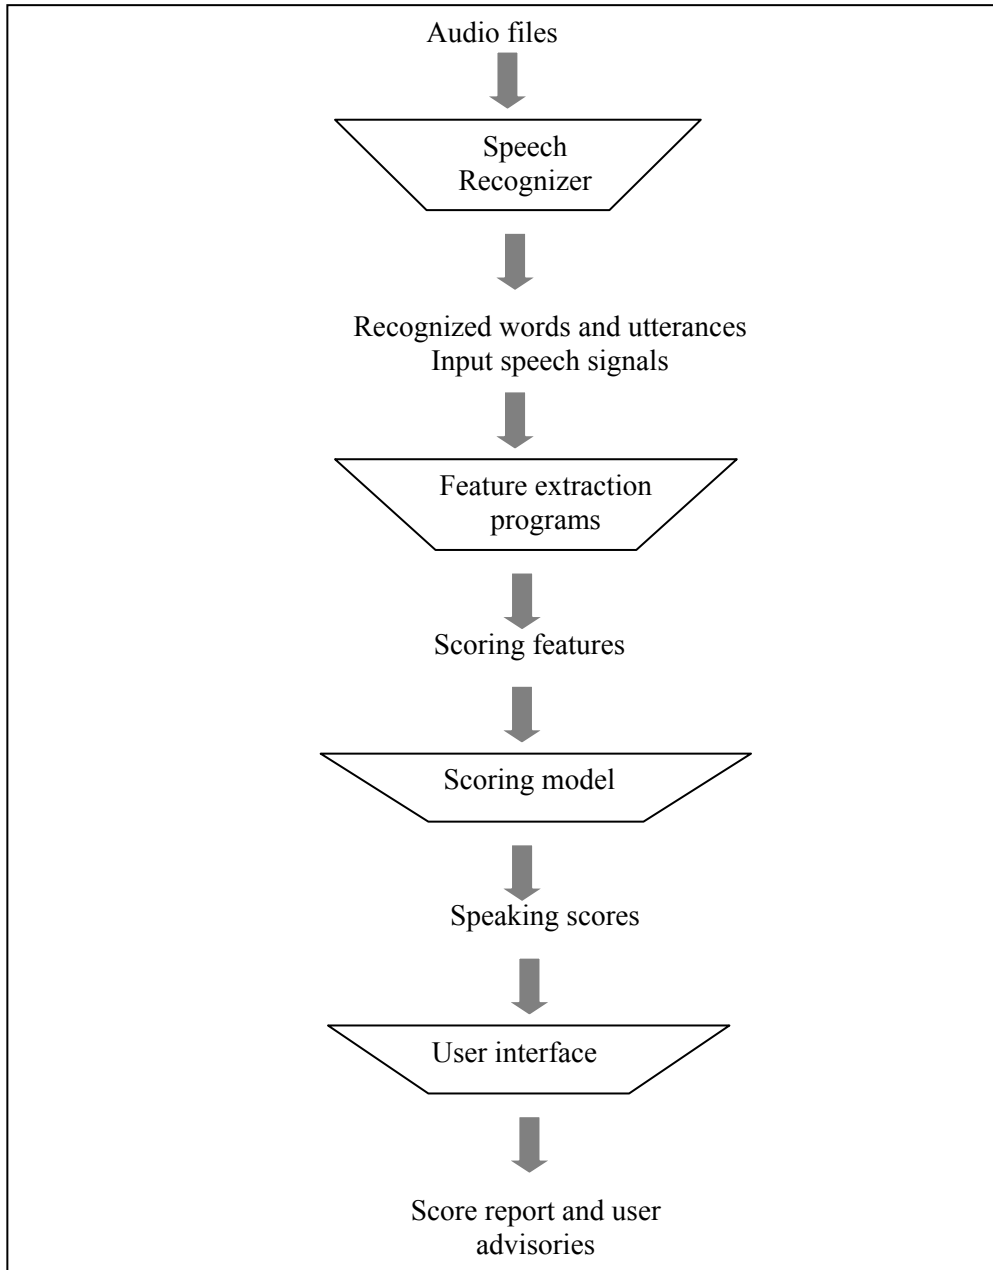 Audio files
Speech
Recognizer
Recognized words and utterances
Input speech signals
Feature extraction
programs
Scoring features
Scoring model
Speaking scores
User interface
Score report and user
advisories